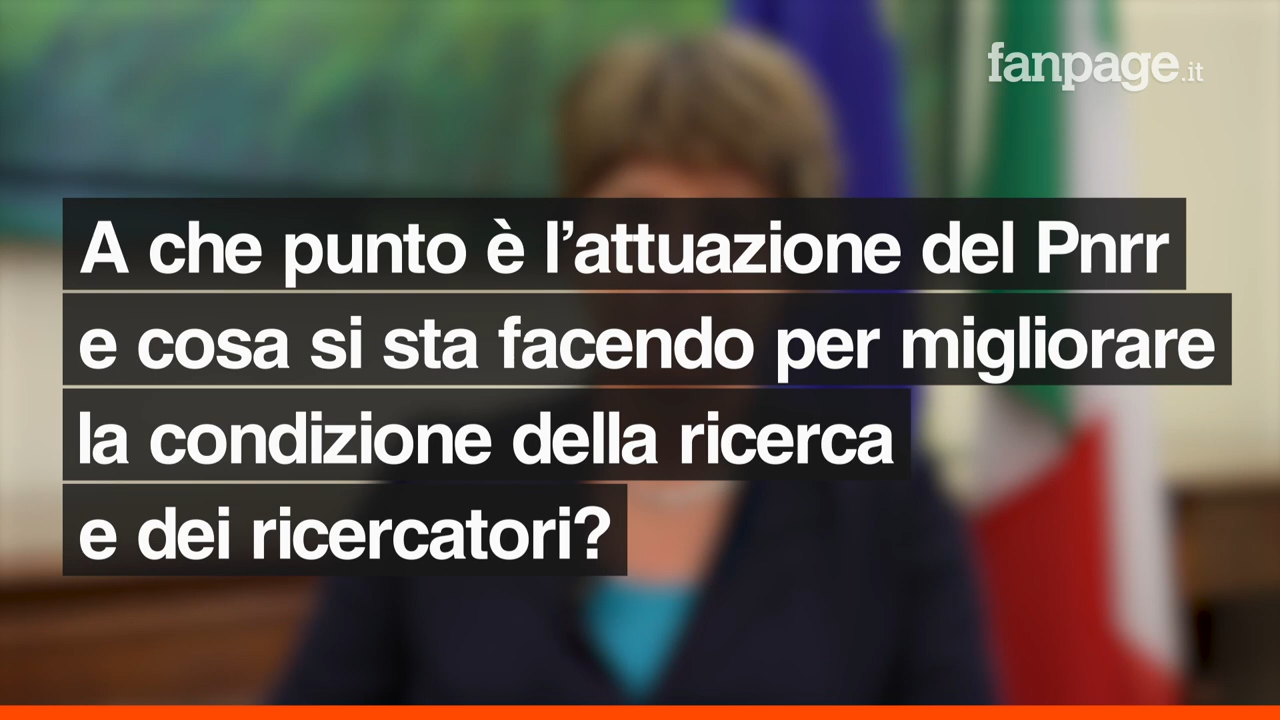 fanpage.it
A che punto è l’attuazione del Pnrr
e cosa si sta facendo per migliorare
la condizione della ricerca
e dei ricercatori?